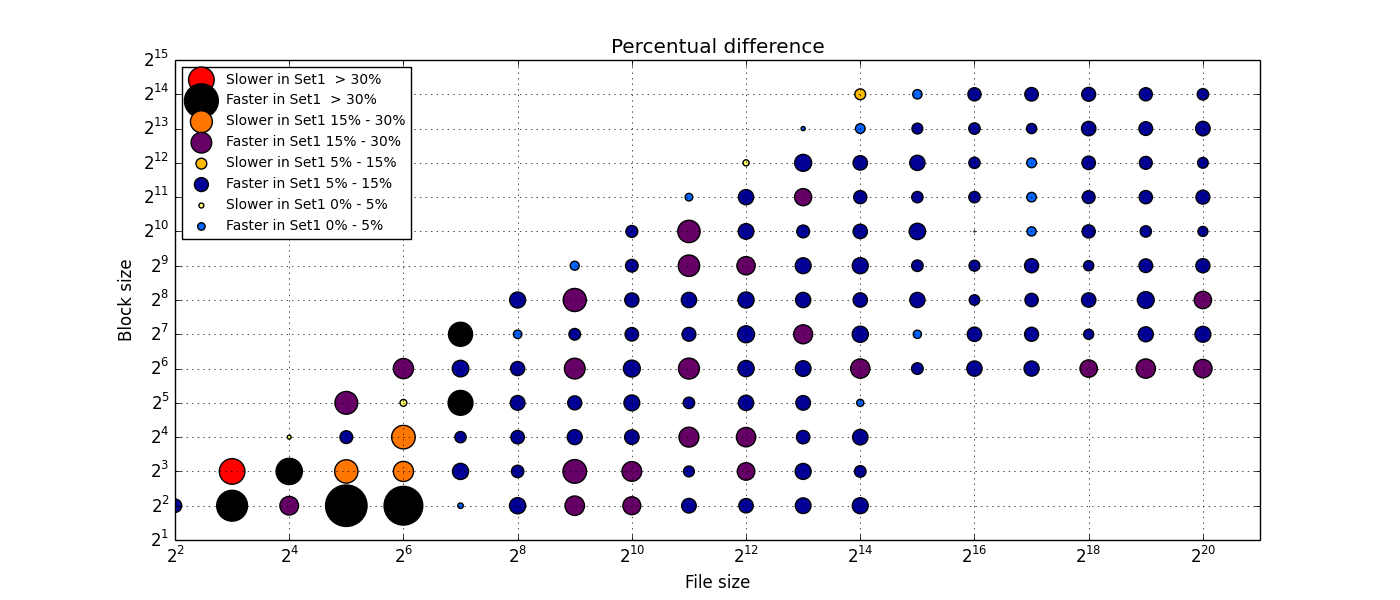 Percentual difference
2^15
2^14
2^13
2^12
2^11
2^10
2^9
2^8
2^7
2^6
2^5
2^4
2^3
2^2
2^1
Block size
Slower in Set1 > 30%
Faster in Set1 > 30%
Slower in Set1 15% - 30%
Faster in Set1 15% - 30%
Slower in Set1 5% - 15%
Faster in Set1 5% - 15%
Slower in Set1 0% - 5%
Faster in Set1 0% - 5%
2^2 2^4 2^6 2^8 2^10 2^12 2^14 2^16 2^18 2^20
File size